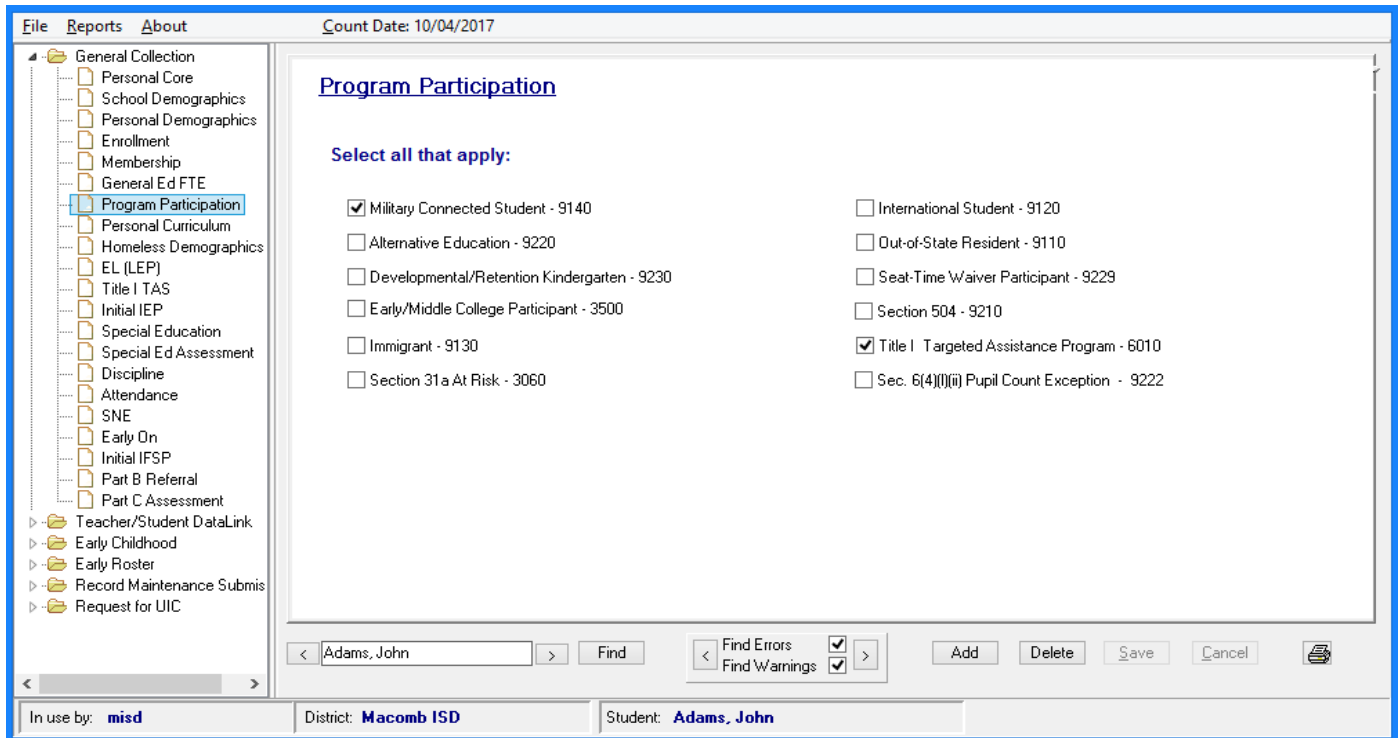 File Reports About Count Date: 10/04/2017
General Collection
Personal Core
School Demographics
Personal Demographics
Enrollment
Membership
General Ed FTE
Program Participation
Personal Curriculum
Homeless Demographics
EL (LEP)
Title I TAS
Initial IEP
Special Education
Special Ed Assessment
Discipline
Attendance
SNE
Early On
Initial IFSP
Part B Referral
Part C Assessment
Teacher/Student DataLink
Early Childhood
Early Roster
Record Maintenance Submis
Request for UIC
Program Participation
Select all that apply:
Military Connected Student - 9140
Alternative Education - 9220
Developmental/Retention Kindergarten - 9230
Early/Middle College Participant - 3500
Immigrant - 9130
Section 31a At Risk - 3060
International Student - 9120
Out-of-State Resident - 9110
Seat-Time Waiver Participant - 9229
Section 504 - 9210
Title I Targeted Assistance Program - 6010
Sec. 6(4)(l)(ii) Pupil Count Exception - 9222
< Adams, John > Find
< Find Errors >
Find Warnings
Add Delete Save Cancel
In use by: misd District: Macomb ISD Student: Adams, John